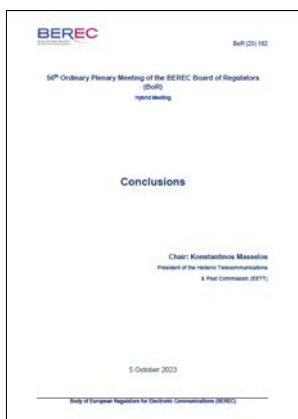 BEREC
BoR (23) 182
56th Ordinary Plenary Meeting of the BEREC Board of Regulators
(BoR)
Hybrid Meeting
Conclusions
Chair: Konstantinos Masselos
President of the Hellenic Telecommunications
& Post Commission (EETT)
5 October 2023
Body of European Regulators for Electronic Communications (BEREC)